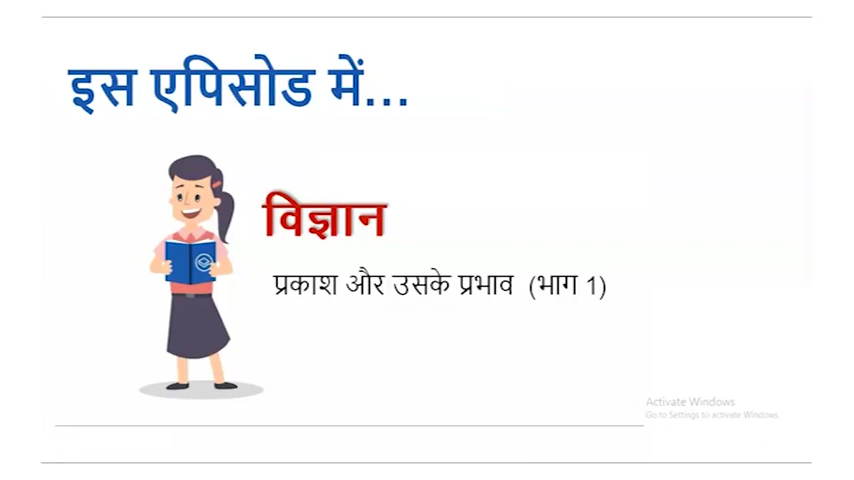 इस एपिसोड में...
विज्ञान
प्रकाश और उसके प्रभाव (भाग 1)
Activate Windows
Go to Settings to activate Windows.